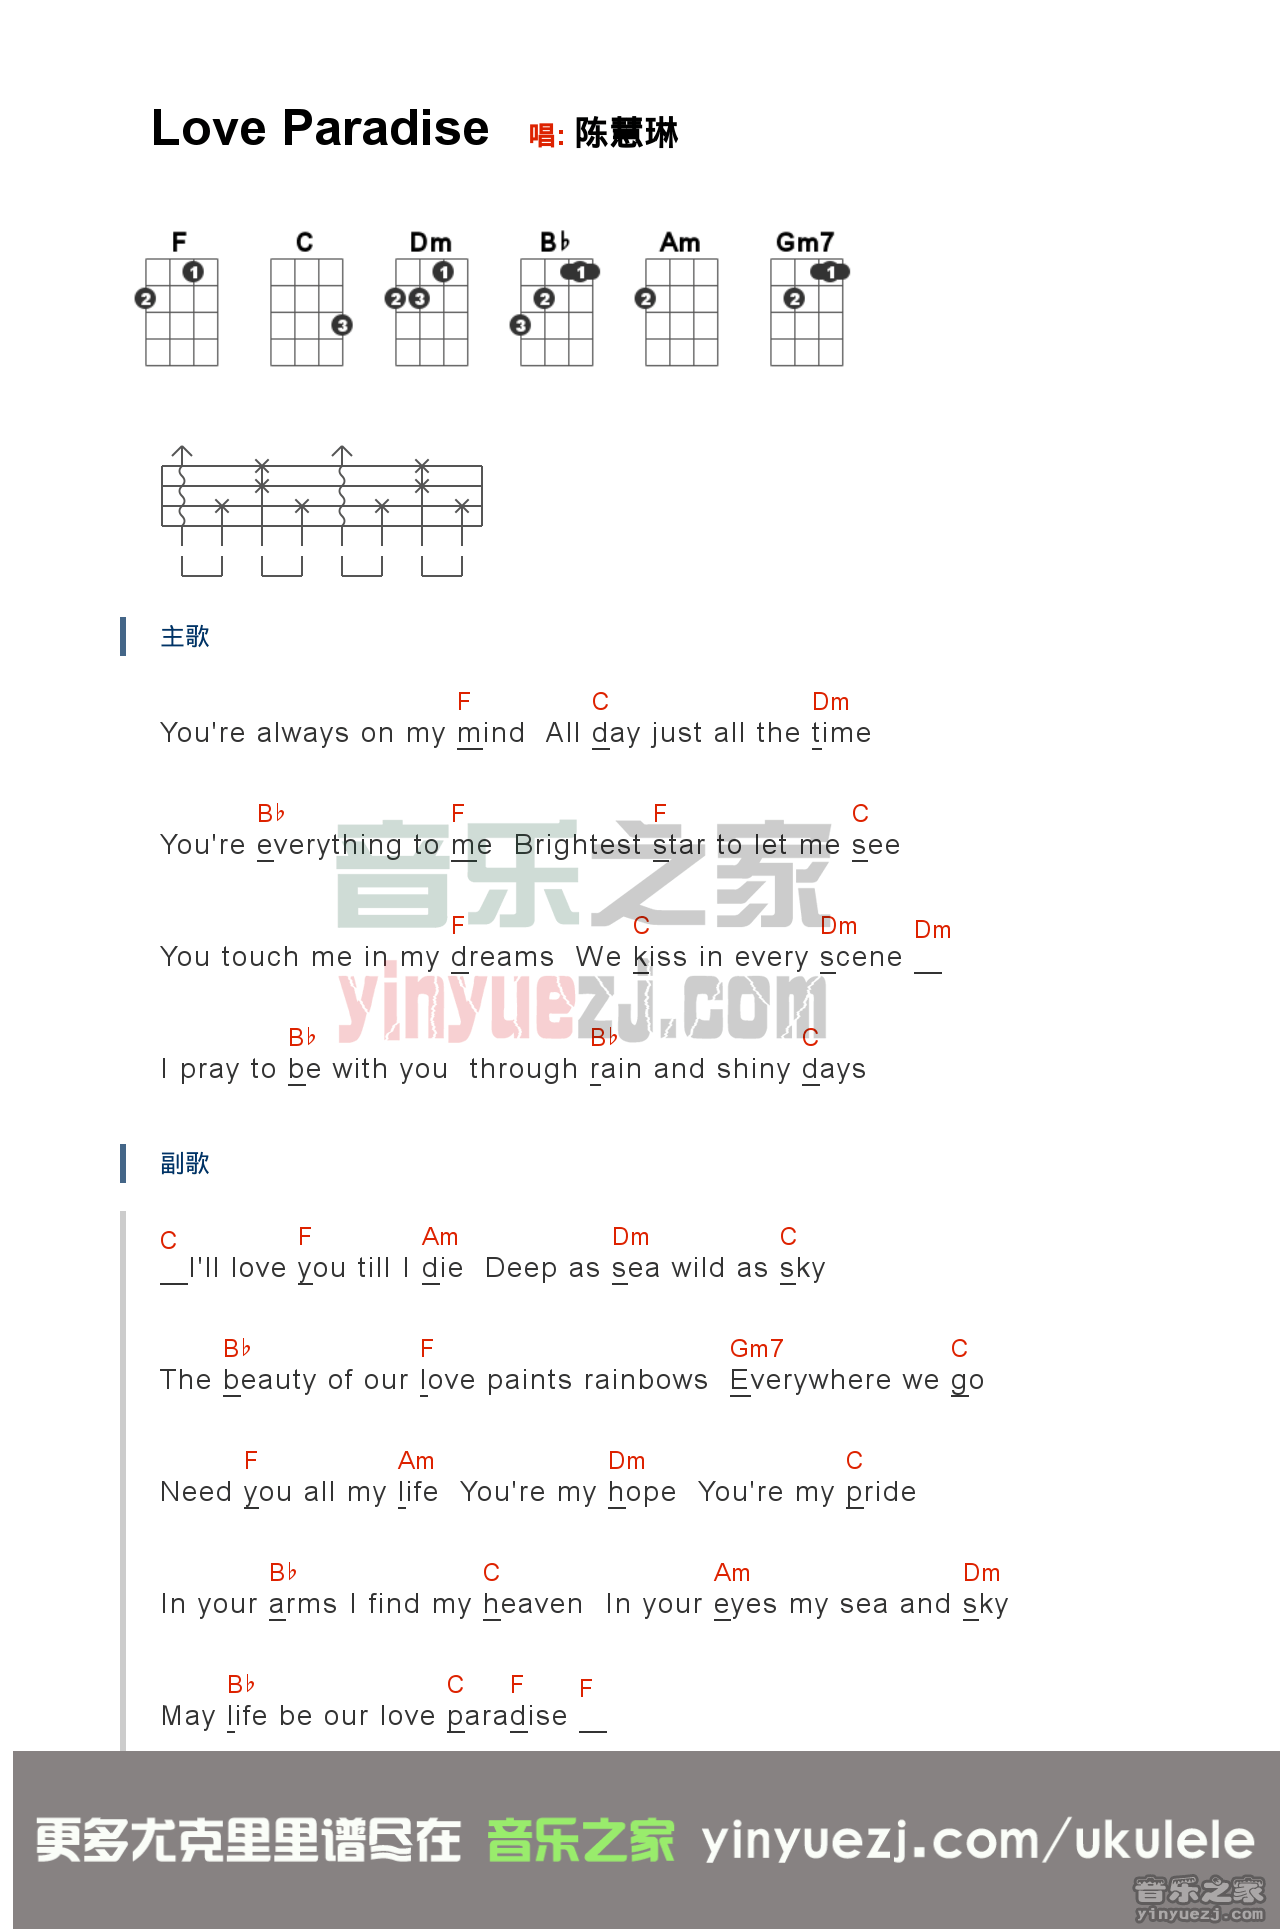 Love Paradise 唱: 陈慧琳
F C Dm B♭ Am Gm7
1 2 3 1 2 3 1 2 3 2 1 2
主歌
F C Dm
You're always on my mind All day just all the time
B♭ F F C
You're everything to me Brightest star to let me see
音乐之家
F C Dm Dm
You touch me in my dreams We kiss in every scene __
yinyuezj.com
B♭ B♭ C
I pray to be with you through rain and shiny days
副歌
C F Am Dm C
__I'll love you till I die Deep as sea wild as sky
B♭ F Gm7 C
The beauty of our love paints rainbows Everywhere we go
F Am Dm C
Need you all my life You're my hope You're my pride
B♭ C Am Dm
In your arms I find my heaven In your eyes my sea and sky
B♭ C F F
May life be our love paradise __
更多尤克里里谱尽在 音乐之家 yinyuezj.com/ukulele
音乐之家
yinyuezj.com